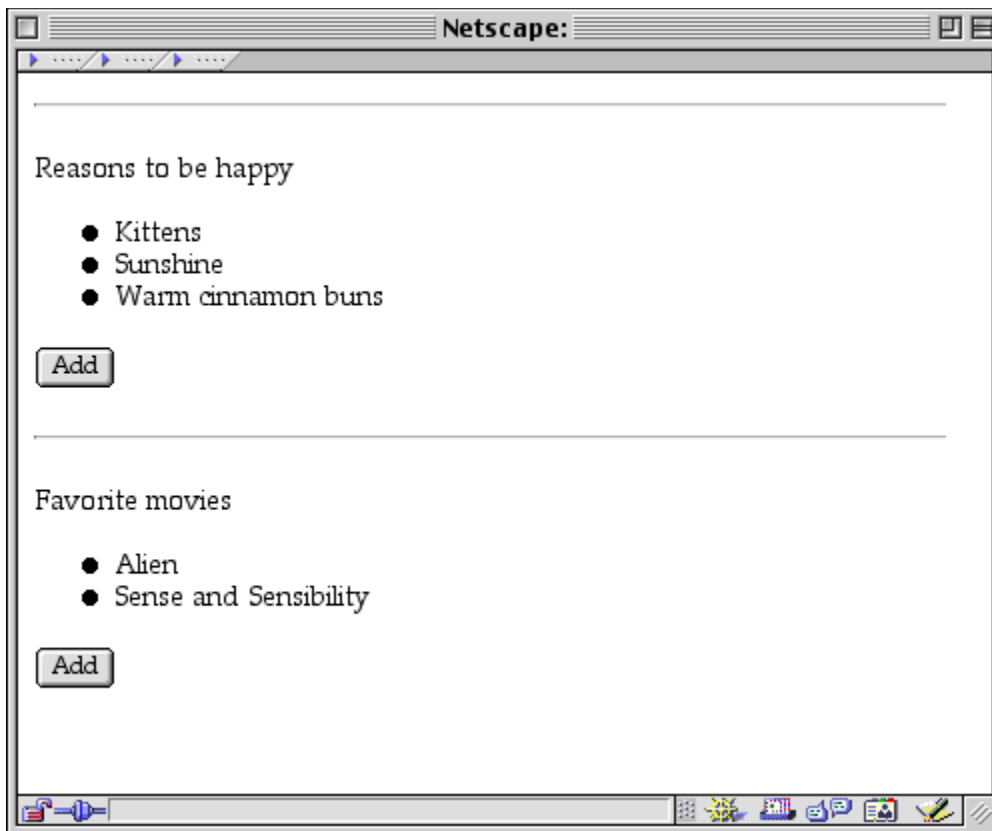 Netscape:
Reasons to be happy
Kittens
Sunshine
Warm cinnamon buns
Add
Favorite movies
Alien
Sense and Sensibility
Add